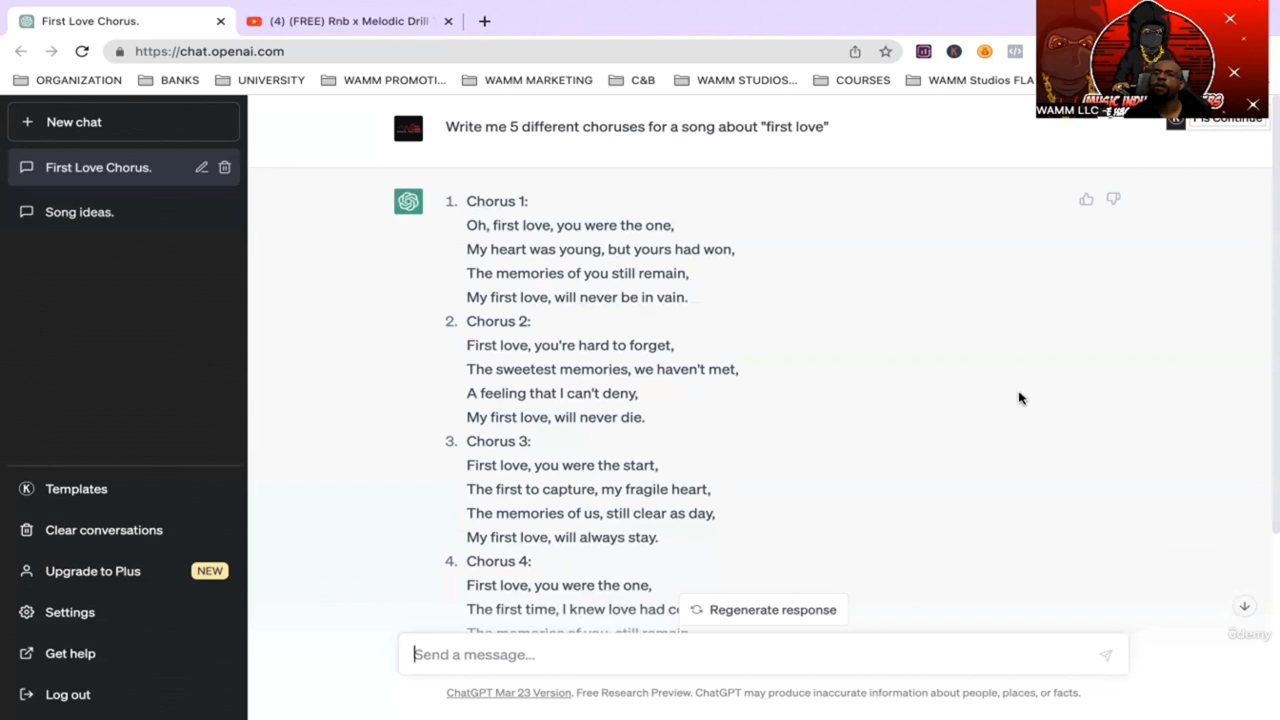 First Love Chorus.
(4) (FREE) Rnb x Melodic Drill
https://chat.openai.com
ORGANIZATION
BANKS
UNIVERSITY
WAMM PROMOTI...
WAMM MARKETING
C&B
WAMM STUDIOS...
COURSES
WAMM Studios FLA
WAMM LLC
New chat
First Love Chorus.
Song ideas.
Write me 5 different choruses for a song about "first love"
1. Chorus 1:
Oh, first love, you were the one,
My heart was young, but yours had won,
The memories of you still remain,
My first love, will never be in vain.
2. Chorus 2:
First love, you're hard to forget,
The sweetest memories, we haven't met,
A feeling that I can't deny,
My first love, will never die.
3. Chorus 3:
First love, you were the start,
The first to capture, my fragile heart,
The memories of us, still clear as day,
My first love, will always stay.
4. Chorus 4:
First love, you were the one,
The first time, I knew love had
The memories of you, still remain
Regenerate response
Send a message...
ChatGPT Mar 23 Version. Free Research Preview. ChatGPT may produce inaccurate information about people, places, or facts.
Templates
Clear conversations
Upgrade to Plus NEW
Settings
Get help
Log out
ûdemy